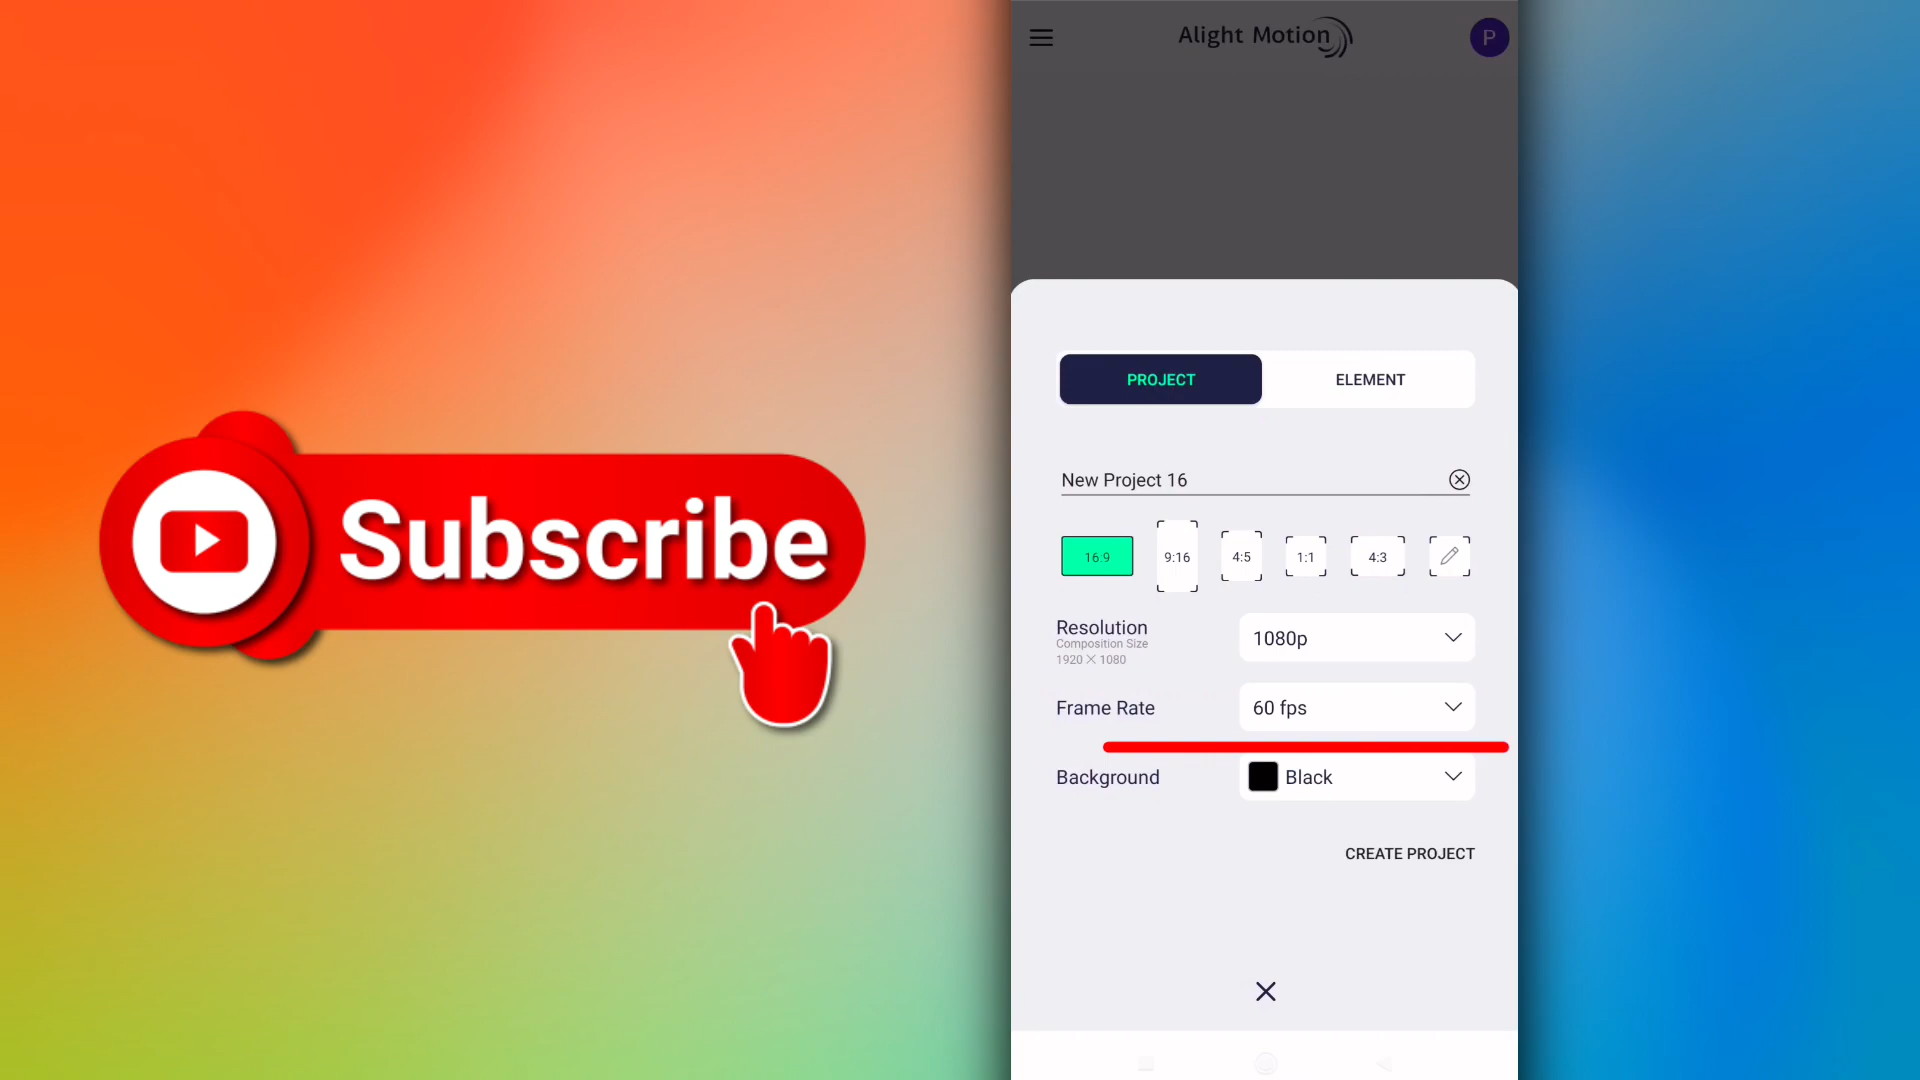 Subscribe
Alight Motion
P
PROJECT
ELEMENT
New Project 16
16:9
9:16
4:5
1:1
4:3
Resolution
Composition Size
1920 × 1080
1080p
Frame Rate
60 fps
Background
Black
CREATE PROJECT